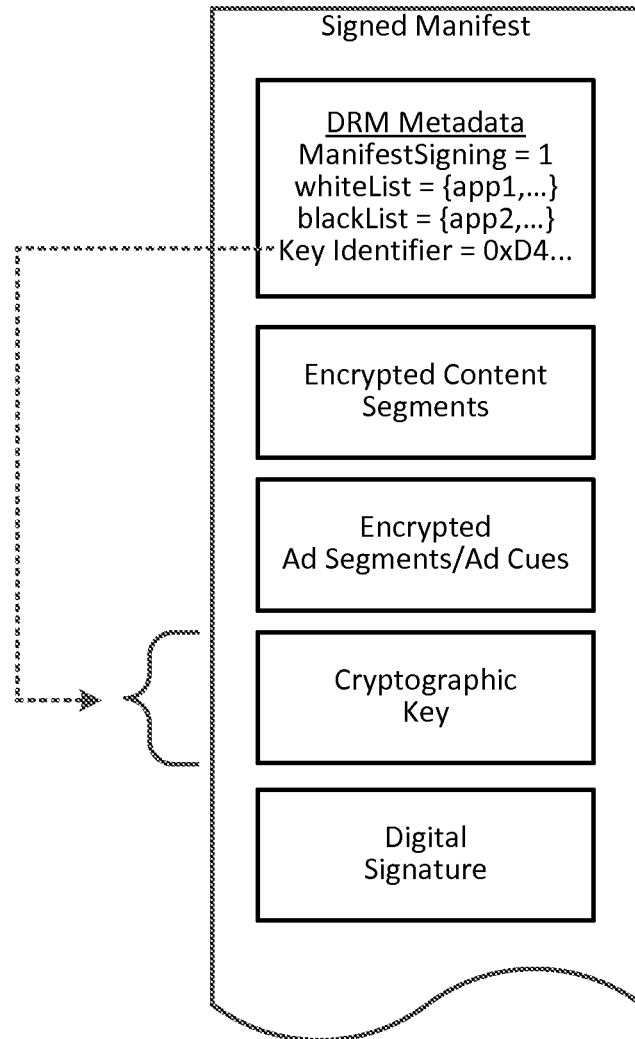 Signed Manifest
DRM Metadata
ManifestSigning = 1
whiteList = {app1,...}
blackList = {app2,...}
Key Identifier = 0xD4...
Encrypted Content
Segments
Encrypted
Ad Segments/Ad Cues
Cryptographic
Key
Digital
Signature